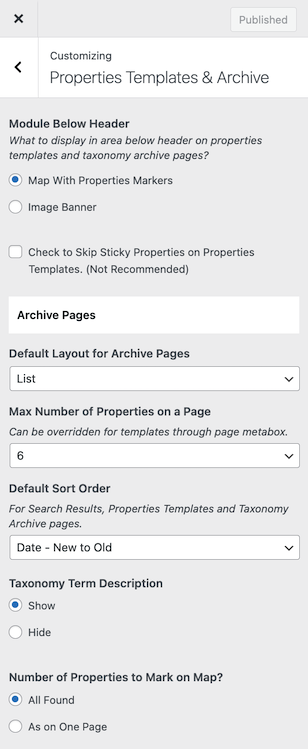 Published
Customizing
Properties Templates & Archive
Module Below Header
What to display in area below header on properties
templates and taxonomy archive pages?
Map With Properties Markers
Image Banner
Check to Skip Sticky Properties on Properties
Templates. (Not Recommended)
Archive Pages
Default Layout for Archive Pages
List
Max Number of Properties on a Page
Can be overridden for templates through page metabox.
6
Default Sort Order
For Search Results, Properties Templates and Taxonomy
Archive pages.
Date - New to Old
Taxonomy Term Description
Show
Hide
Number of Properties to Mark on Map?
All Found
As on One Page